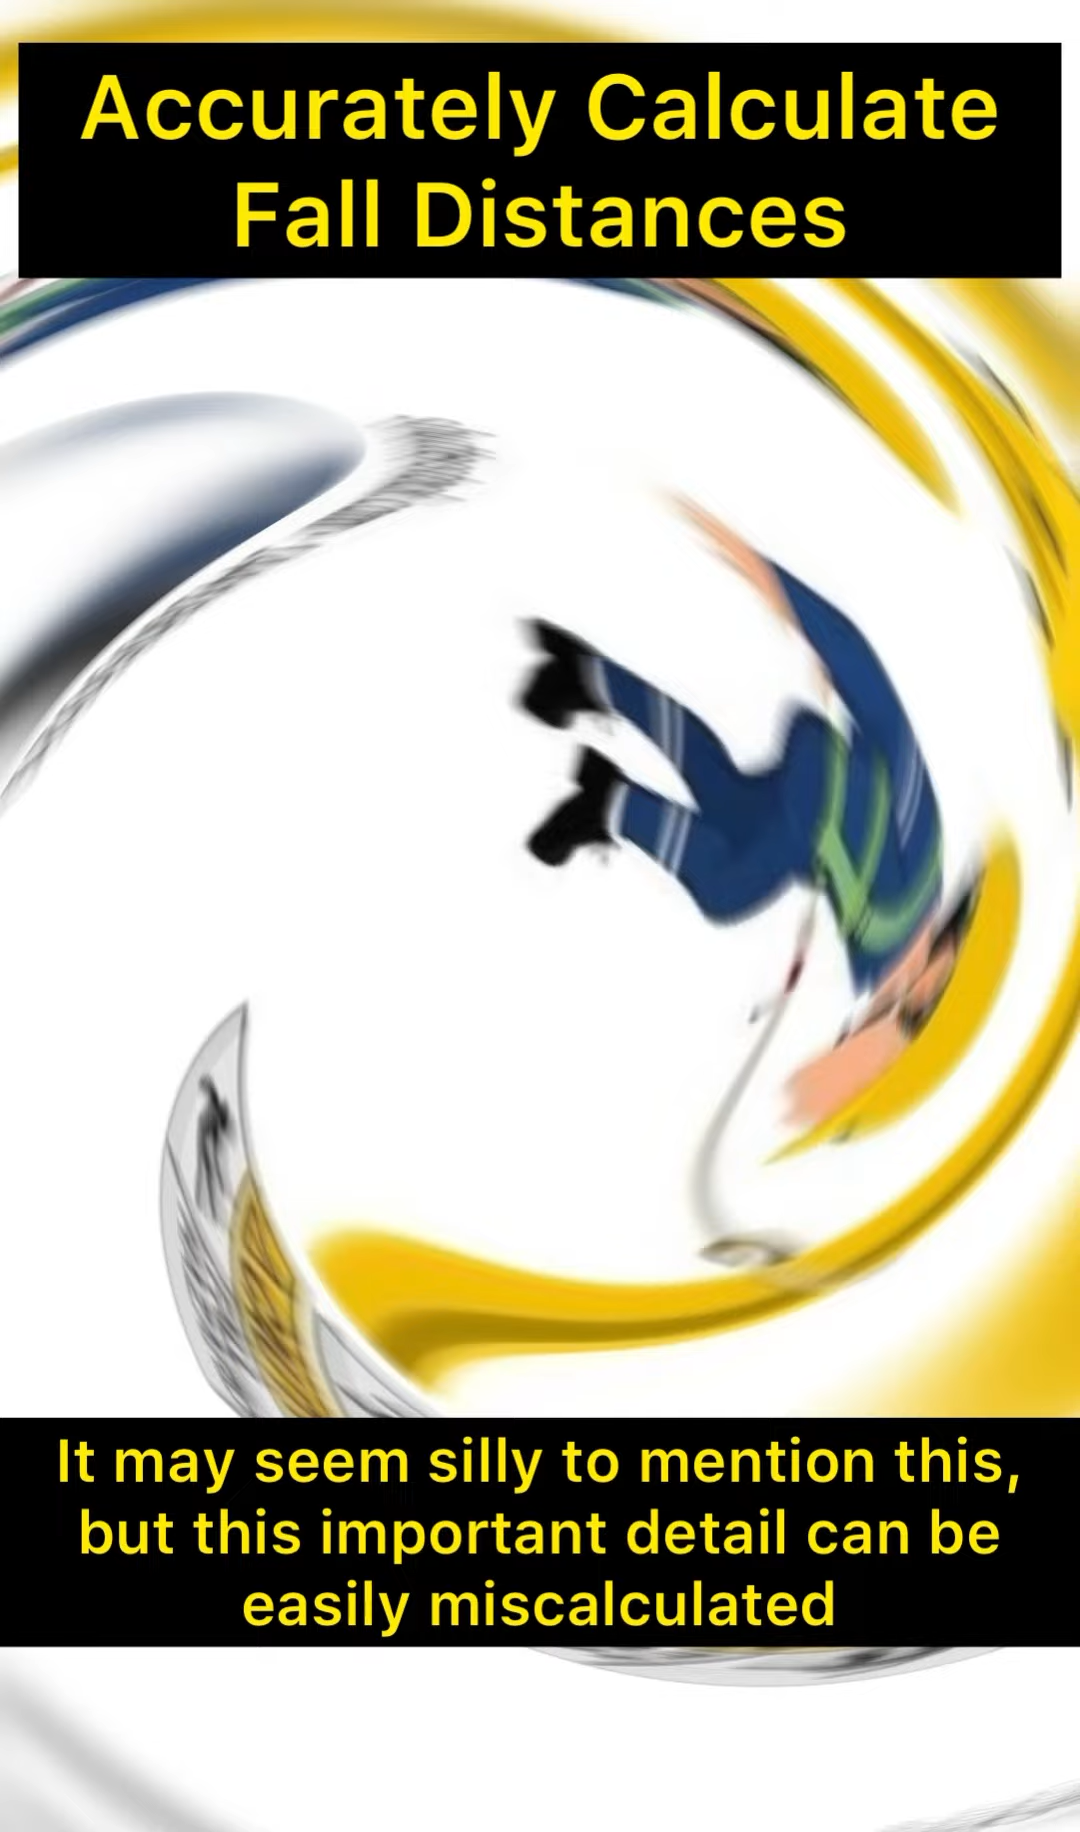 Accurately Calculate
Fall Distances
It may seem silly to mention this,
but this important detail can be
easily miscalculated